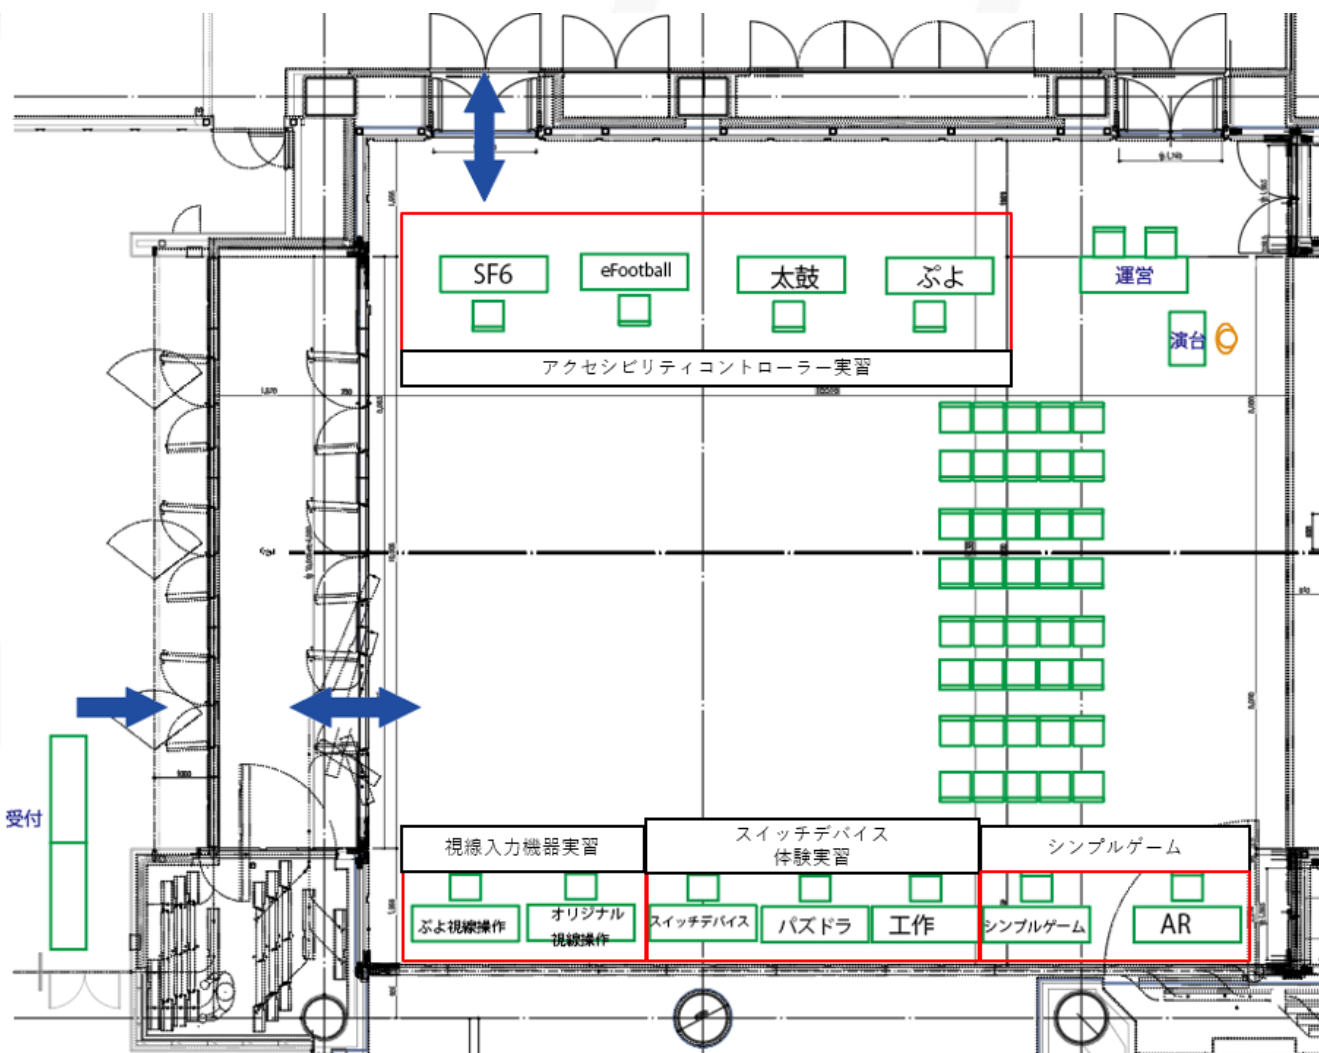 SF6
eFootball
太鼓
ぷよ
運営
演台
アクセシビリティコントローラー実習
受付
視線入力機器実習
スイッチデバイス
体験実習
シンプルゲーム
ぷよ視線操作
オリジナル
視線操作
スイッチデバイス
パズドラ
工作
シンプルゲーム
AR